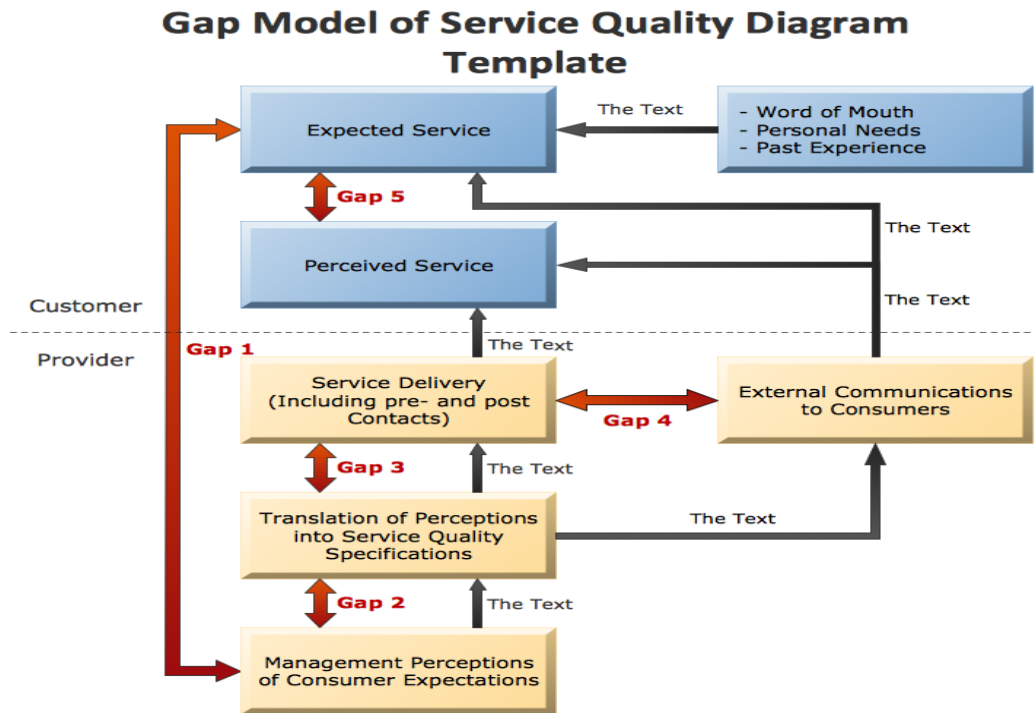 Gap Model of Service Quality Diagram
Template
Expected Service
The Text
- Word of Mouth
- Personal Needs
- Past Experience
Gap 5
The Text
Perceived Service
The Text
Customer
Provider
Gap 1
The Text
Service Delivery
(Including pre- and post
Contacts)
Gap 4
External Communications
to Consumers
Gap 3
The Text
Translation of Perceptions
into Service Quality
Specifications
The Text
Gap 2
The Text
Management Perceptions
of Consumer Expectations